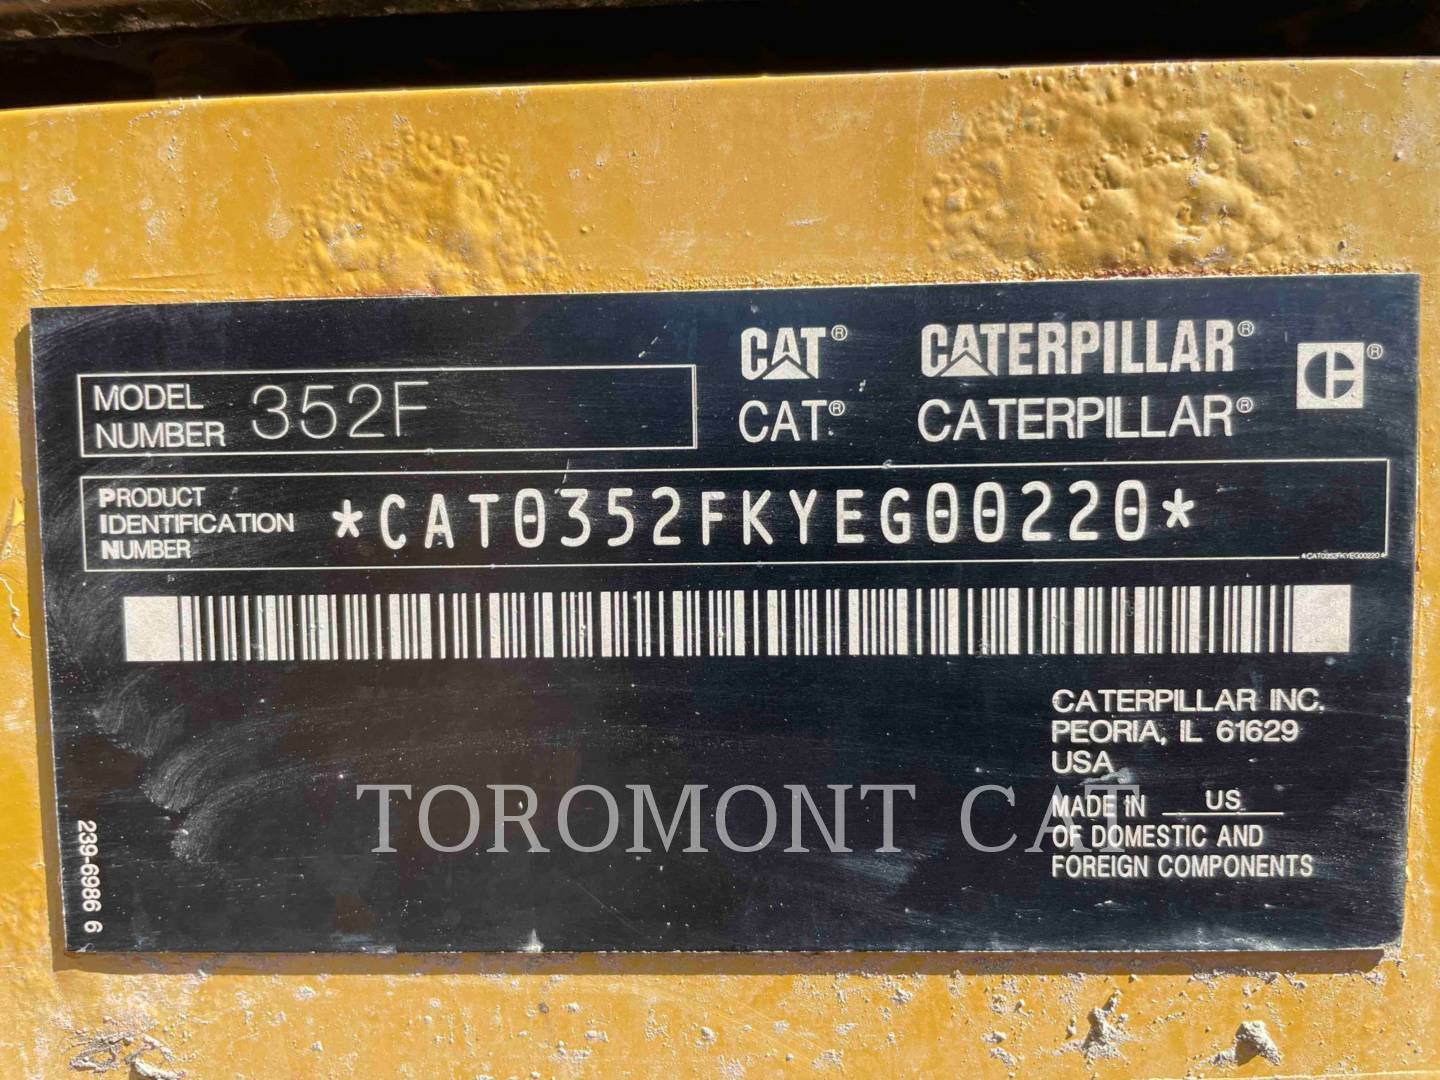 CAT® CATERPILLAR®
CAT® CATERPILLAR®
C®
MODEL NUMBER 352F
PRODUCT IDENTIFICATION NUMBER *CAT0352FKYEG00220*
*CAT0352FKYEG00220*
CATERPILLAR INC.
PEORIA, IL 61629
USA
MADE IN US
OF DOMESTIC AND
FOREIGN COMPONENTS
TOROMONT CAT
239-6986 6